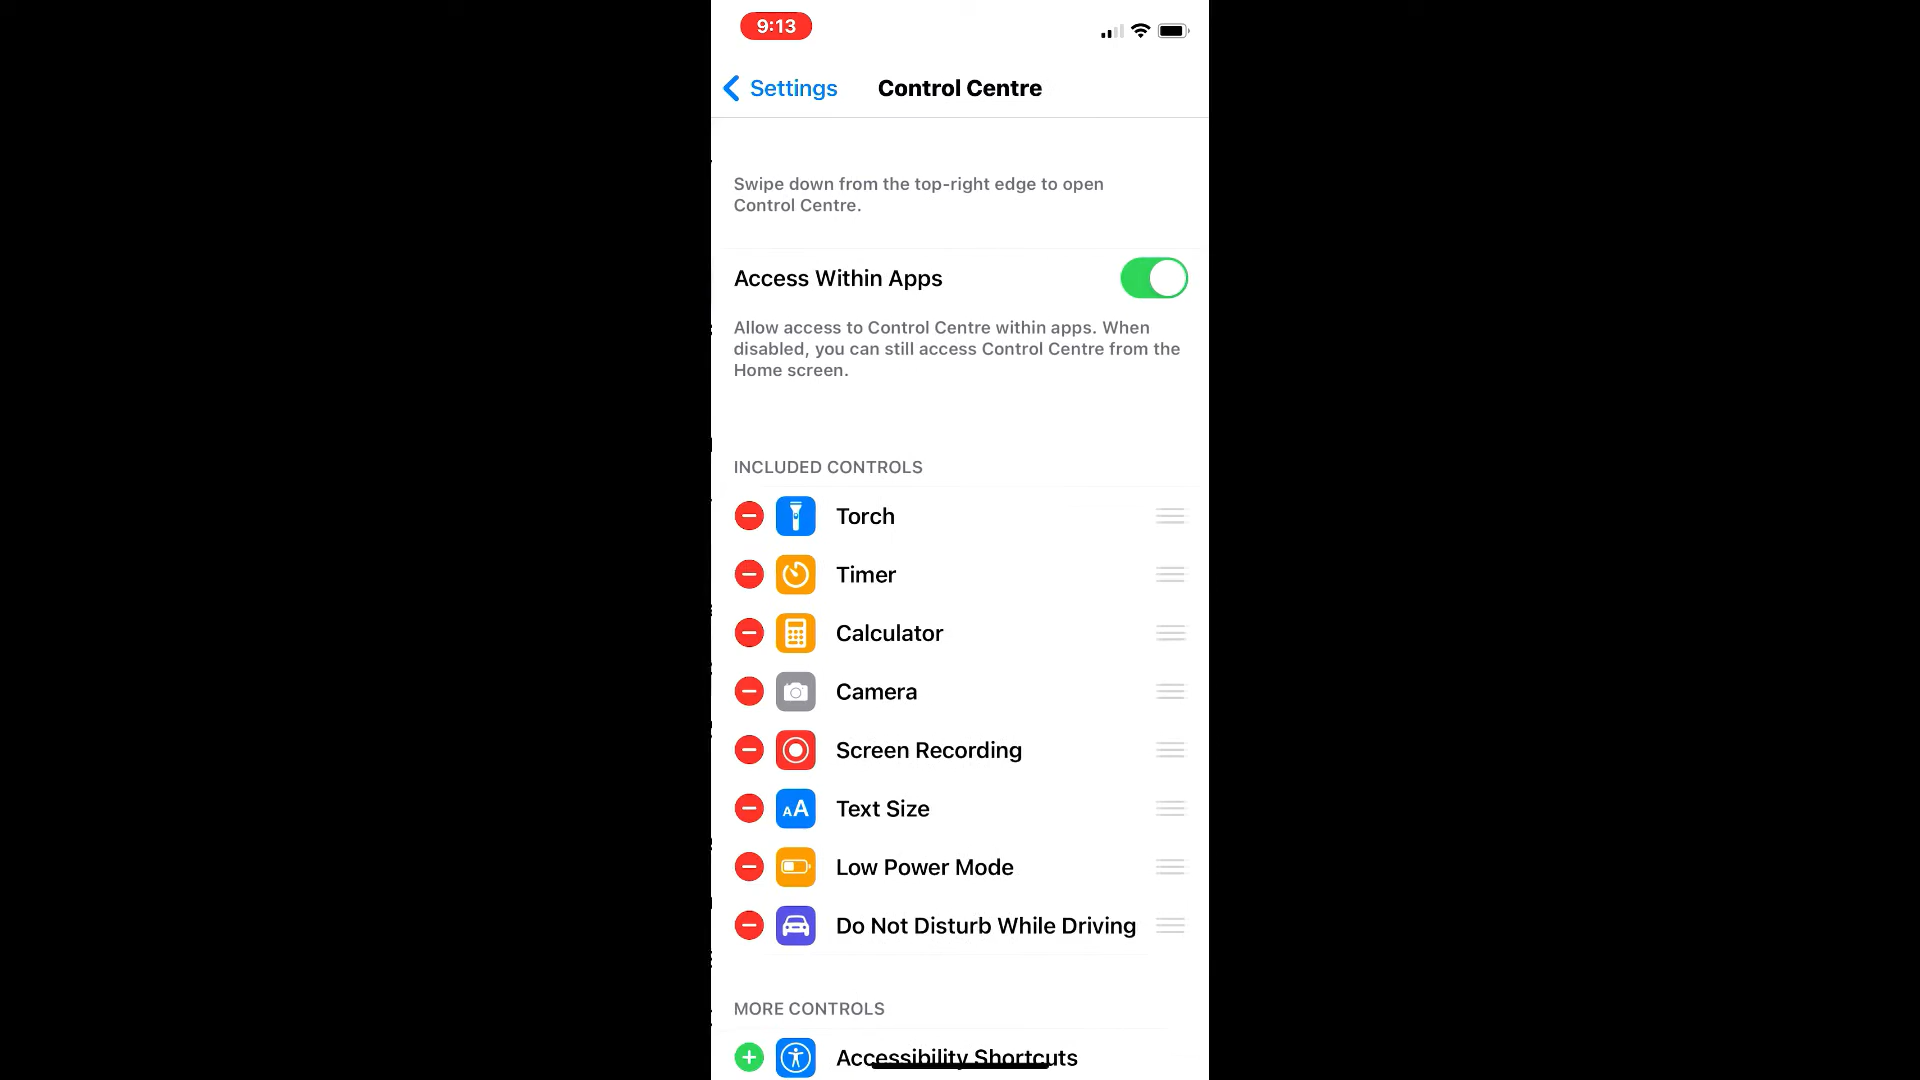 9:13
Settings
Control Centre
Swipe down from the top-right edge to open
Control Centre.
Access Within Apps
Allow access to Control Centre within apps. When
disabled, you can still access Control Centre from the
Home screen.
INCLUDED CONTROLS
Torch
Timer
Calculator
Camera
Screen Recording
AA Text Size
Low Power Mode
Do Not Disturb While Driving
MORE CONTROLS
Accessibility Shortcuts